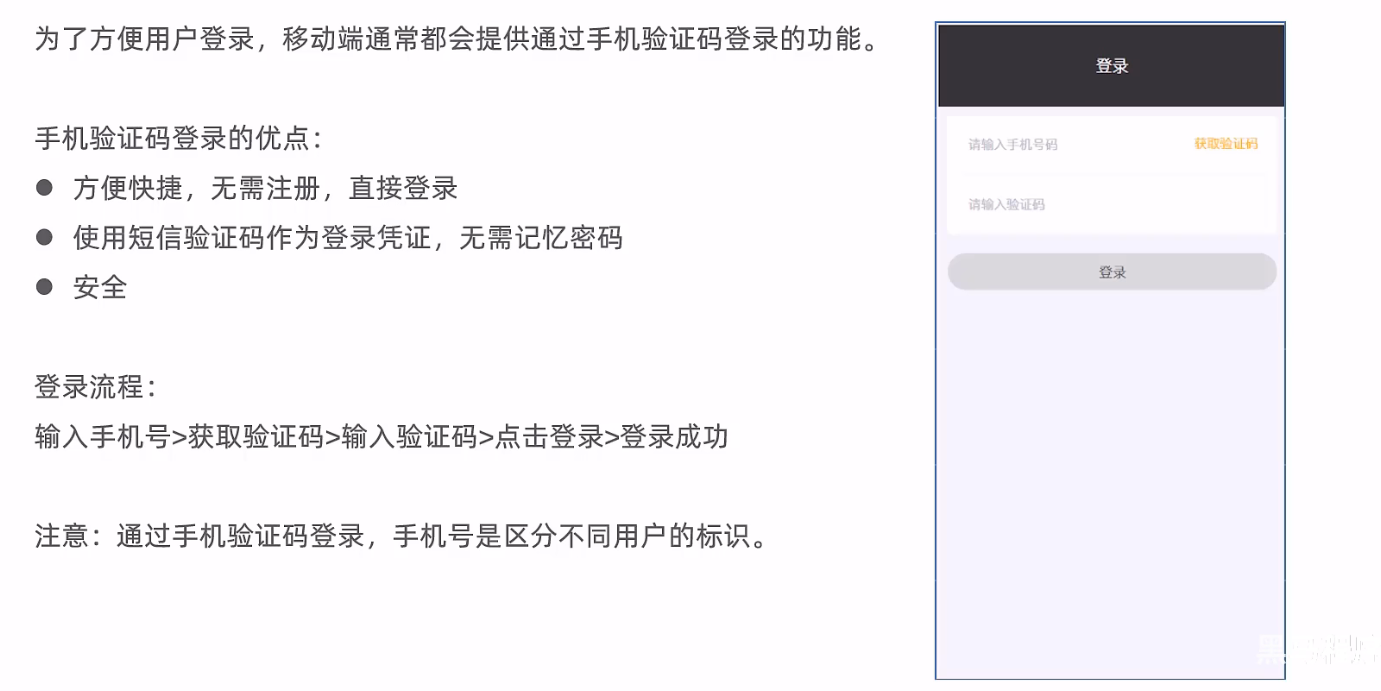 为了方便用户登录，移动端通常都会提供通过手机验证码登录的功能。
手机验证码登录的优点：
● 方便快捷，无需注册，直接登录
● 使用短信验证码作为登录凭证，无需记忆密码
● 安全
登录流程：
输入手机号>获取验证码>输入验证码>点击登录>登录成功
注意：通过手机验证码登录，手机号是区分不同用户的标识。
登录
请输入手机号码 获取验证码
请输入验证码
登录